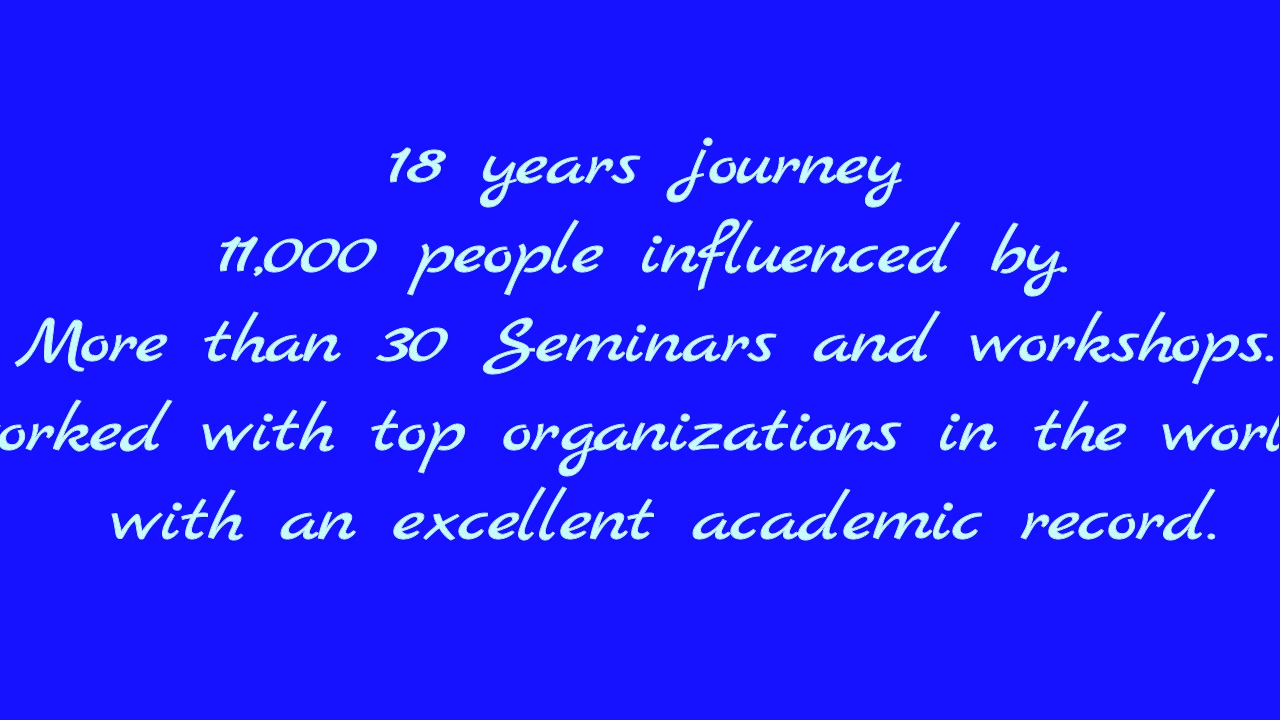 18 years journey
11,000 people influenced by.
More than 30 Seminars and workshops.
orked with top organizations in the worl
with an excellent academic record.